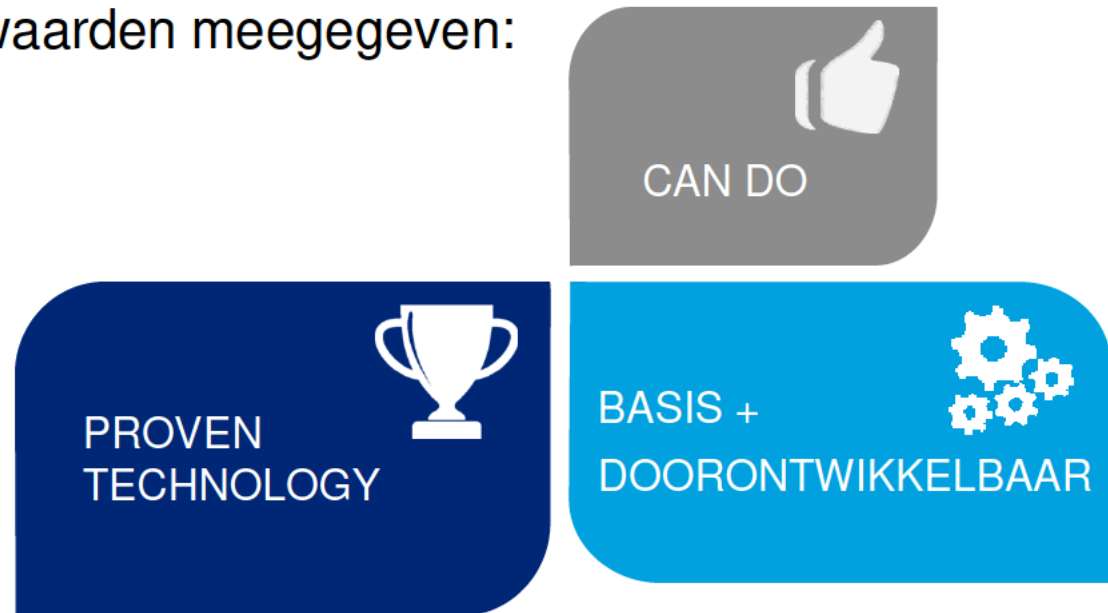 waarden meegegeven:
CAN DO
PROVEN
TECHNOLOGY
BASIS +
DOORONTWIKKELBAAR